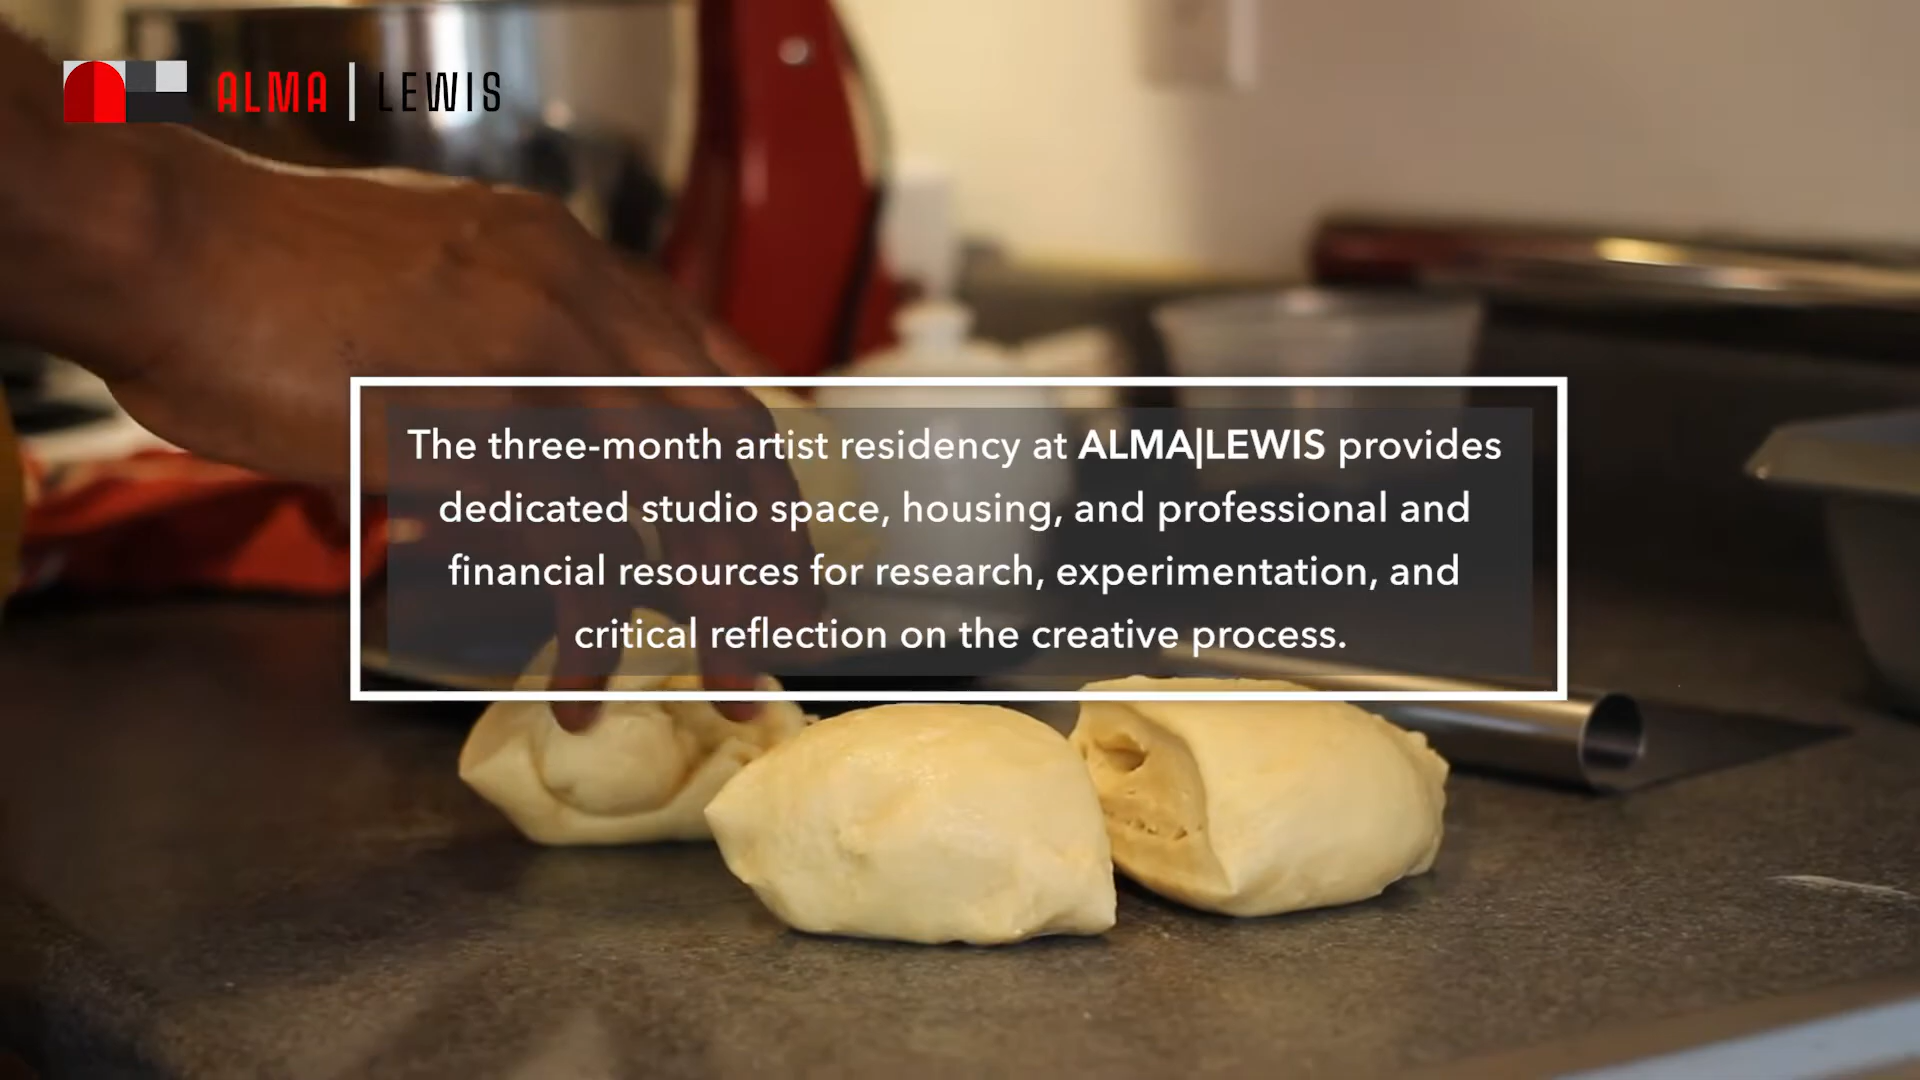 ALMA | LEWIS
The three-month artist residency at ALMA|LEWIS provides
dedicated studio space, housing, and professional and
financial resources for research, experimentation, and
critical reflection on the creative process.